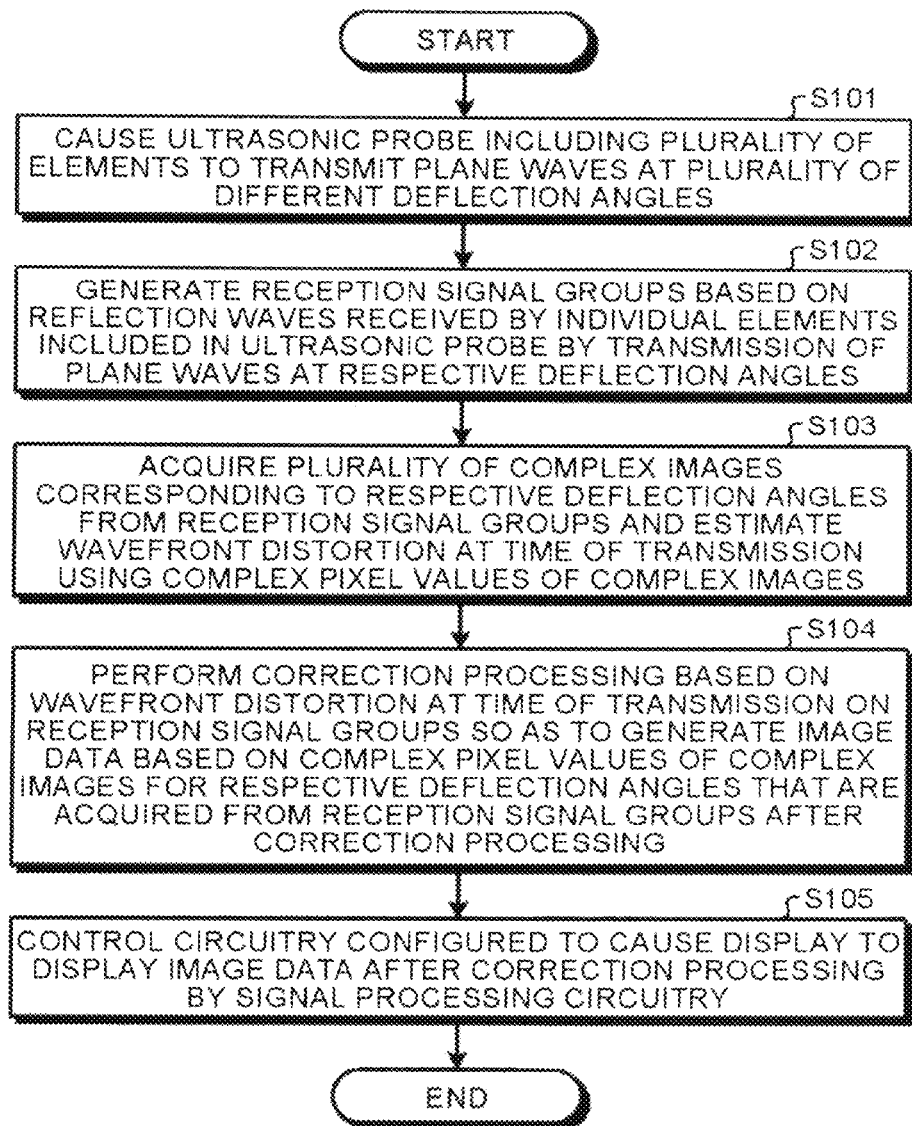 START
S101
CAUSE ULTRASONIC PROBE INCLUDING PLURALITY OF
ELEMENTS TO TRANSMIT PLANE WAVES AT PLURALITY OF
DIFFERENT DEFLECTION ANGLES
S102
GENERATE RECEPTION SIGNAL GROUPS BASED ON
REFLECTION WAVES RECEIVED BY INDIVIDUAL ELEMENTS
INCLUDED IN ULTRASONIC PROBE BY TRANSMISSION OF
PLANE WAVES AT RESPECTIVE DEFLECTION ANGLES
S103
ACQUIRE PLURALITY OF COMPLEX IMAGES
CORRESPONDING TO RESPECTIVE DEFLECTION ANGLES
FROM RECEPTION SIGNAL GROUPS AND ESTIMATE
WAVEFRONT DISTORTION AT TIME OF TRANSMISSION
USING COMPLEX PIXEL VALUES OF COMPLEX IMAGES
S104
PERFORM CORRECTION PROCESSING BASED ON
WAVEFRONT DISTORTION AT TIME OF TRANSMISSION ON
RECEPTION SIGNAL GROUPS SO AS TO GENERATE IMAGE
DATA BASED ON COMPLEX PIXEL VALUES OF COMPLEX
IMAGES FOR RESPECTIVE DEFLECTION ANGLES THAT ARE
ACQUIRED FROM RECEPTION SIGNAL GROUPS AFTER
CORRECTION PROCESSING
S105
CONTROL CIRCUITRY CONFIGURED TO CAUSE DISPLAY TO
DISPLAY IMAGE DATA AFTER CORRECTION PROCESSING
BY SIGNAL PROCESSING CIRCUITRY
END